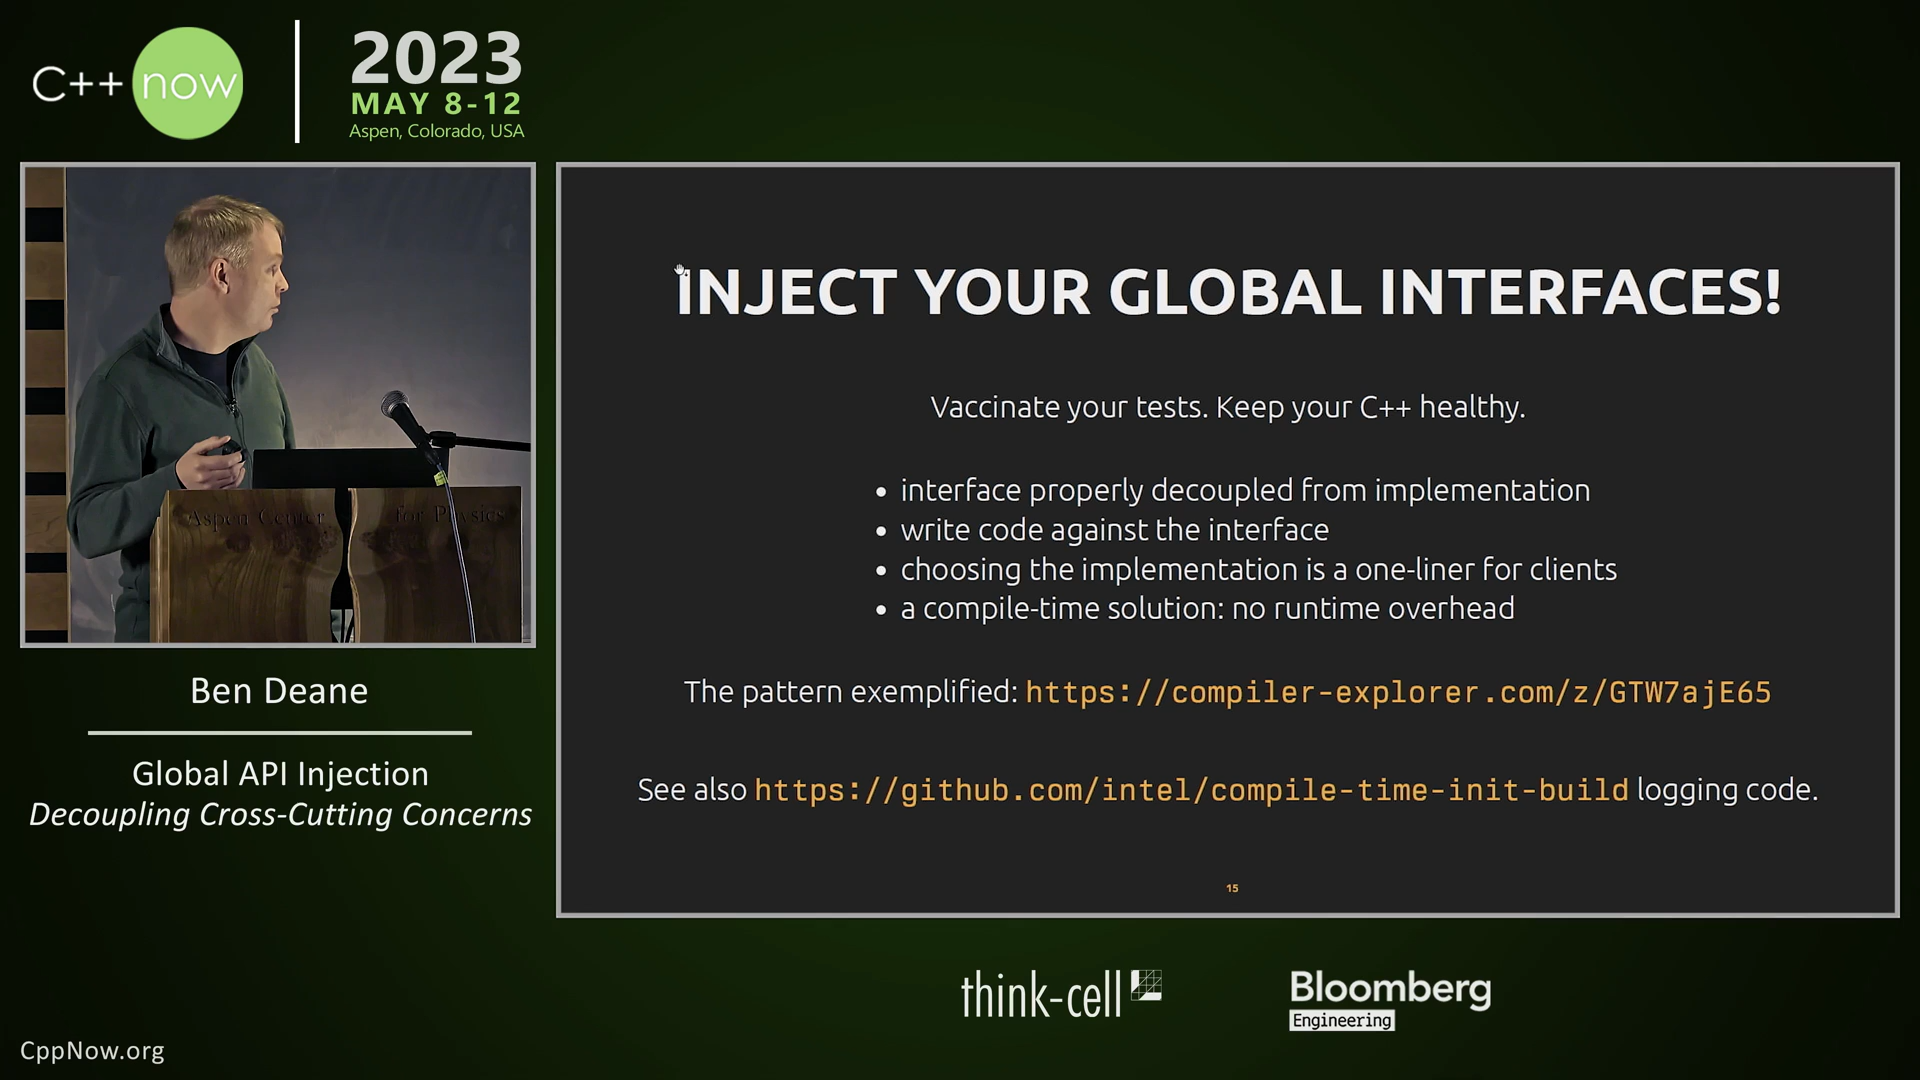 C++ now
2023
MAY 8-12
Aspen, Colorado, USA
INJECT YOUR GLOBAL INTERFACES!
Vaccinate your tests. Keep your C++ healthy.
• interface properly decoupled from implementation
• write code against the interface
• choosing the implementation is a one-liner for clients
• a compile-time solution: no runtime overhead
The pattern exemplified: https://compiler-explorer.com/z/GTW7ajE65
See also https://github.com/intel/compile-time-init-build logging code.
15
Aspen Center for Physics
Ben Deane
Global API Injection
Decoupling Cross-Cutting Concerns
think-cell
Bloomberg
Engineering
CppNow.org